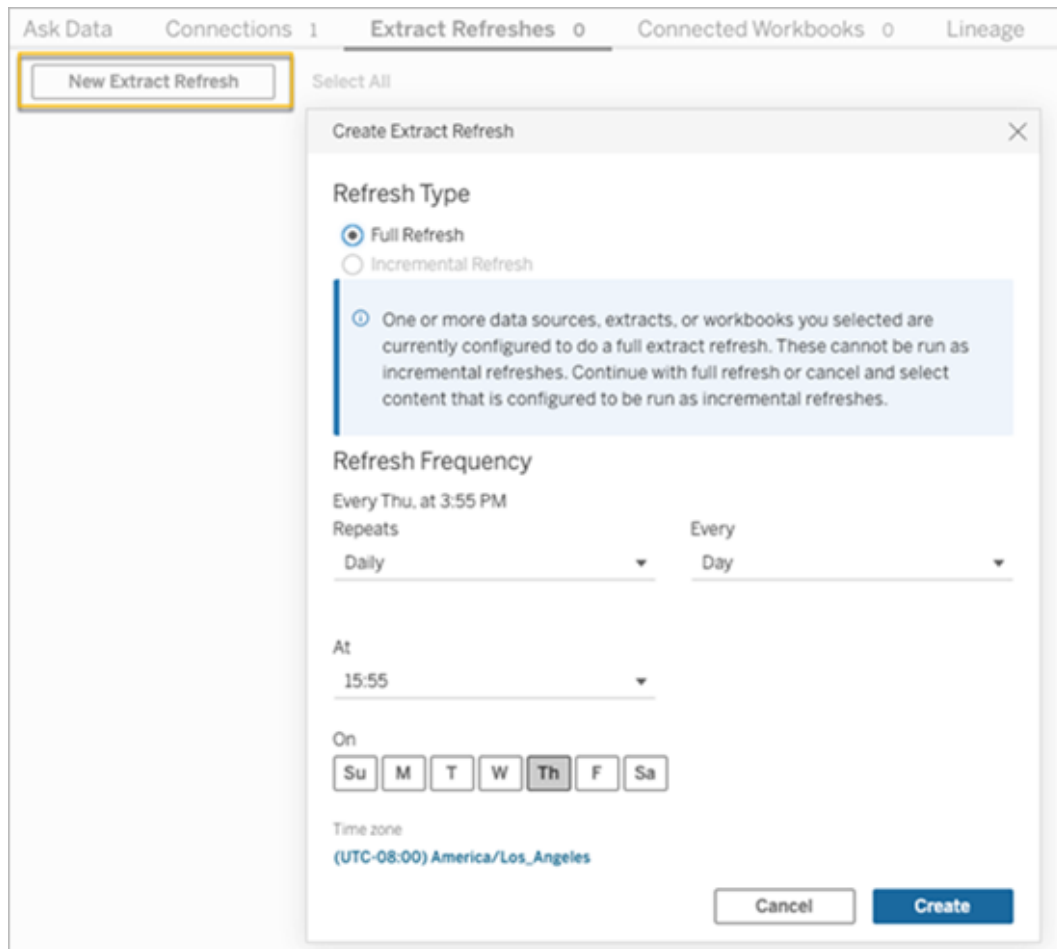 Ask Data Connections 1 Extract Refreshes 0 Connected Workbooks 0 Lineage
New Extract Refresh Select All
Create Extract Refresh
Refresh Type
Full Refresh
Incremental Refresh
One or more data sources, extracts, or workbooks you selected are
currently configured to do a full extract refresh. These cannot be run as
incremental refreshes. Continue with full refresh or cancel and select
content that is configured to be run as incremental refreshes.
Refresh Frequency
Every Thu, at 3:55 PM
Repeats Every
Daily Day
At
15:55
On
Su M T W Th F Sa
Time zone
(UTC-08:00) America/Los_Angeles
Cancel Create